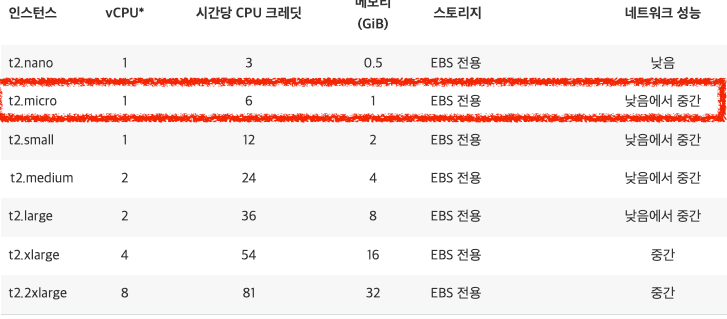 인스턴스 vCPU* 시간당 CPU 크레딧 메모리 (GiB) 스토리지 네트워크 성능
t2.nano 1 3 0.5 EBS 전용 낮음
t2.micro 1 6 1 EBS 전용 낮음에서 중간
t2.small 1 12 2 EBS 전용 낮음에서 중간
t2.medium 2 24 4 EBS 전용 낮음에서 중간
t2.large 2 36 8 EBS 전용 낮음에서 중간
t2.xlarge 4 54 16 EBS 전용 중간
t2.2xlarge 8 81 32 EBS 전용 중간